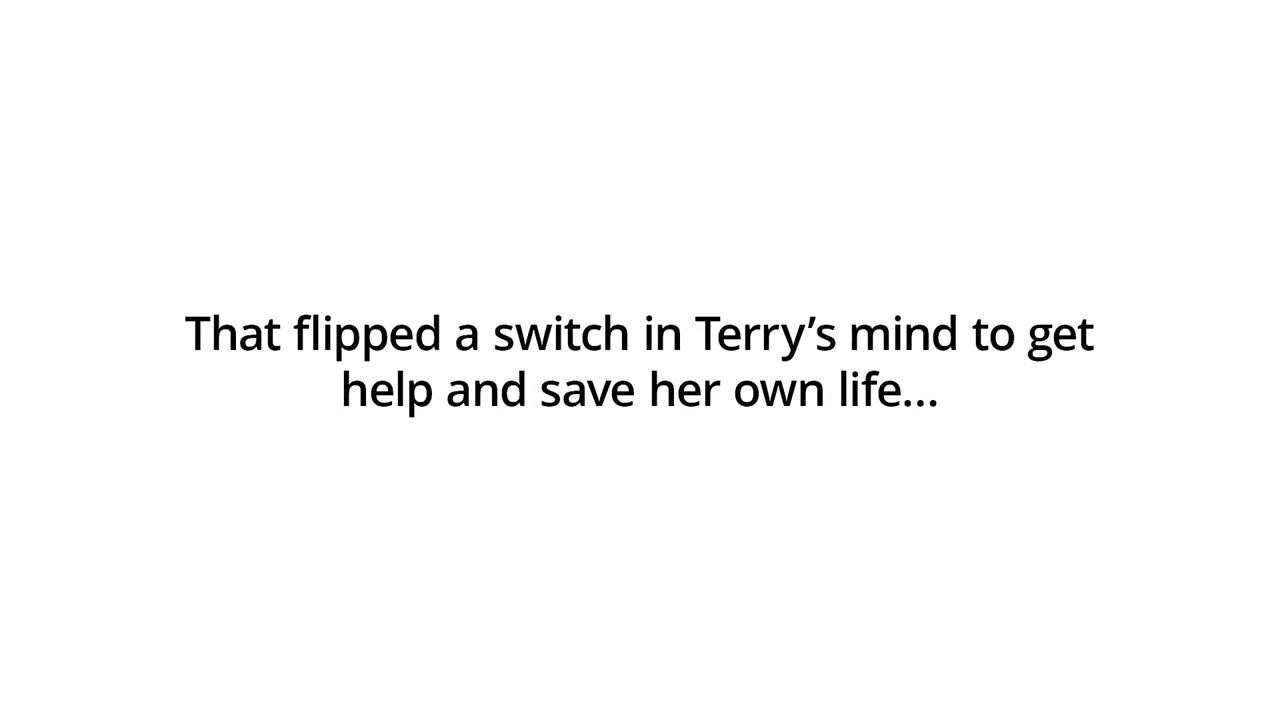 That flipped a switch in Terry’s mind to get
help and save her own life...